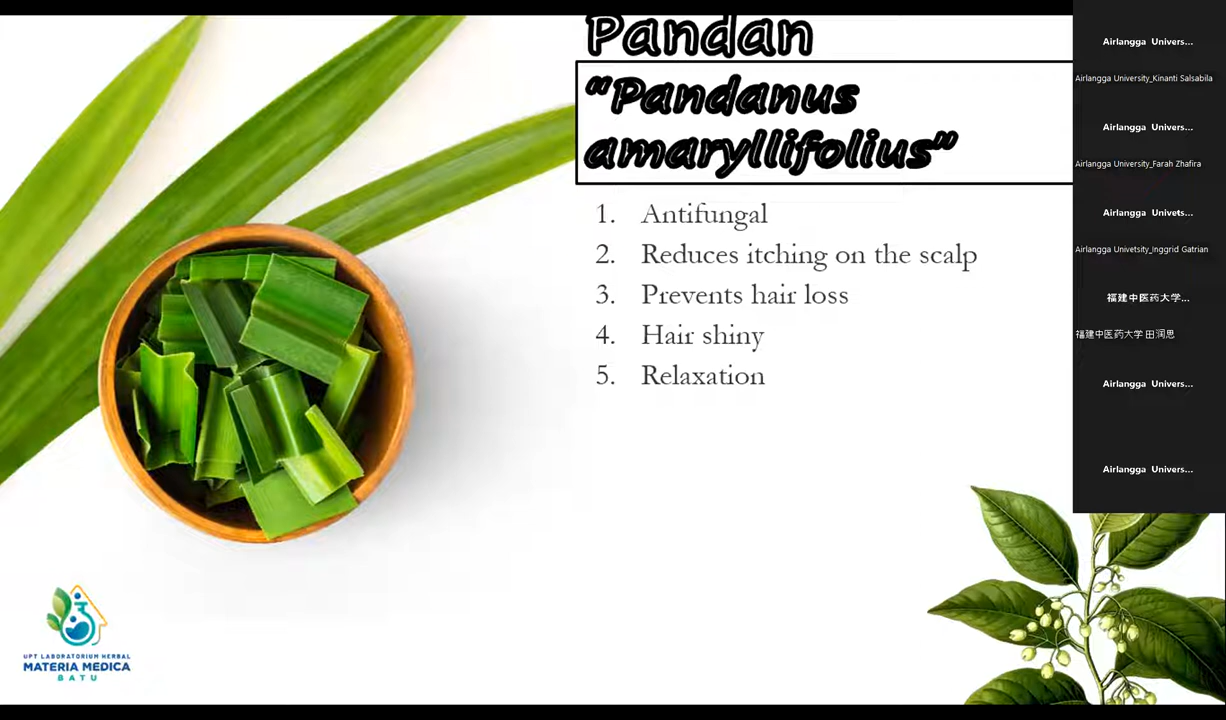 Pandan
"Pandanus
amaryllifolius"
1. Antifungal
2. Reduces itching on the scalp
3. Prevents hair loss
4. Hair shiny
5. Relaxation
UPT LABORATORIUM HERBAL
MATERIA MEDICA
BATU
Airlangga Univers...
Airlangga University_Kinanti Salsabila
Airlangga Univers...
Airlangga University_Farah Zhafira
Airlangga Univets...
Airlangga Univetsity_Inggrid Gatrian
福建中医药大学...
福建中医药大学 田润思
Airlangga Univers...
Airlangga Univers...